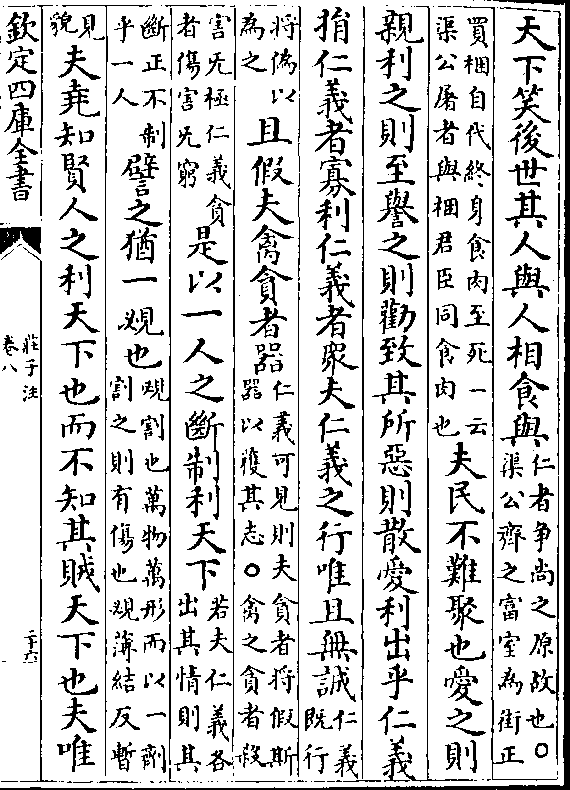 天下笑後世其人與人相食與仁者爭尚之原故也〇渠公齊之富室為街正
買梱自代終身食肉至死一云渠公屠者與梱君臣同食肉也夫民不難聚也愛之則
親利之則至譽之則勸致其所惡則散愛利出乎仁義
捐仁義者寡利仁義者衆夫仁義之行唯且無誠仁義既行
將偽以為之且假夫禽貪者器仁義可見則夫貪者將假斯器以獲其志〇禽之貪者殺
害无極仁義貪者傷害无窮是以一人之斷制利天下若夫仁義各出其情則其
斷正不制乎一人譬之猶一覕也覕割也萬物萬形而以一劑割之則有傷也覕薄結反暫
見貌夫堯知賢人之利天下也而不知其賊天下也夫唯
欽定四庫全書
莊子注
卷八
二十六